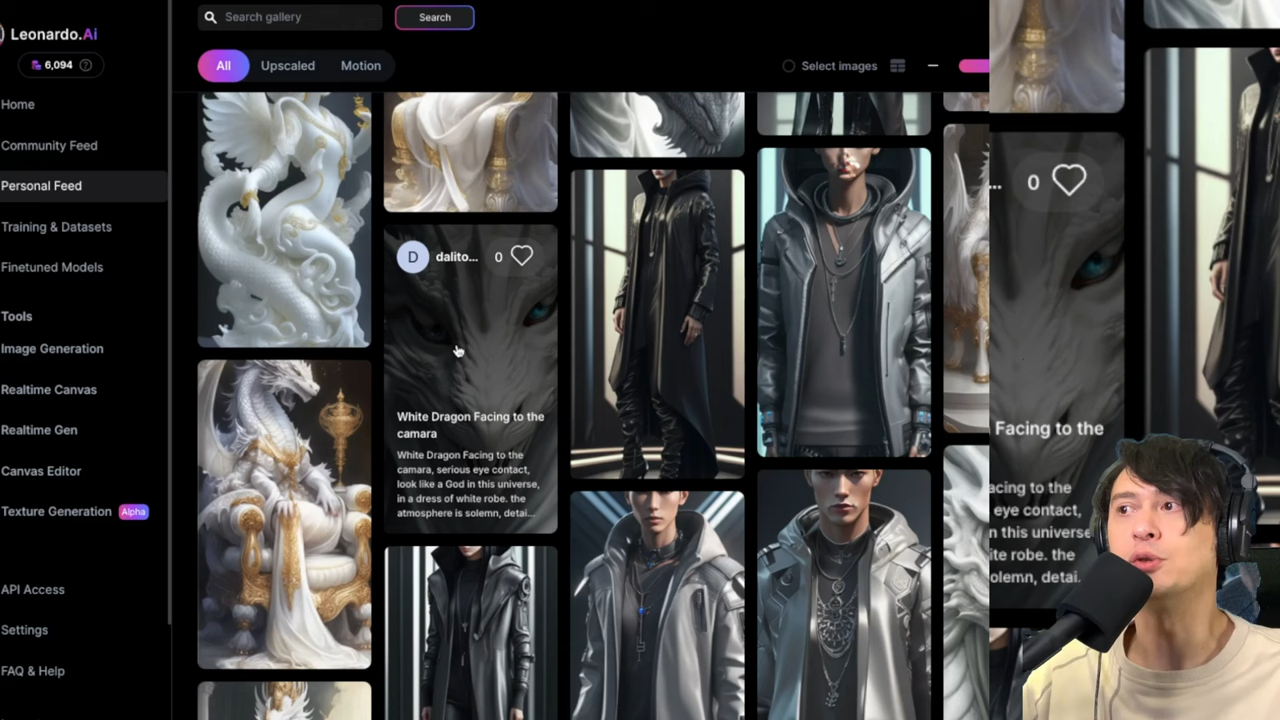 Leonardo.Ai
6,094
Home
Community Feed
Personal Feed
Training & Datasets
Finetuned Models
Tools
Image Generation
Realtime Canvas
Realtime Gen
Canvas Editor
Texture Generation Alpha
API Access
Settings
FAQ & Help
Search gallery
Search
All Upscaled Motion
Select images
D dalito... 0
White Dragon Facing to the
camara
White Dragon Facing to the
camara, serious eye contact,
look like a God in this universe,
in a dress of white robe. the
atmosphere is solemn, detai...
... 0
Facing to the
acing to the
eye contact,
n this universe
ite robe. the
solemn, detai.